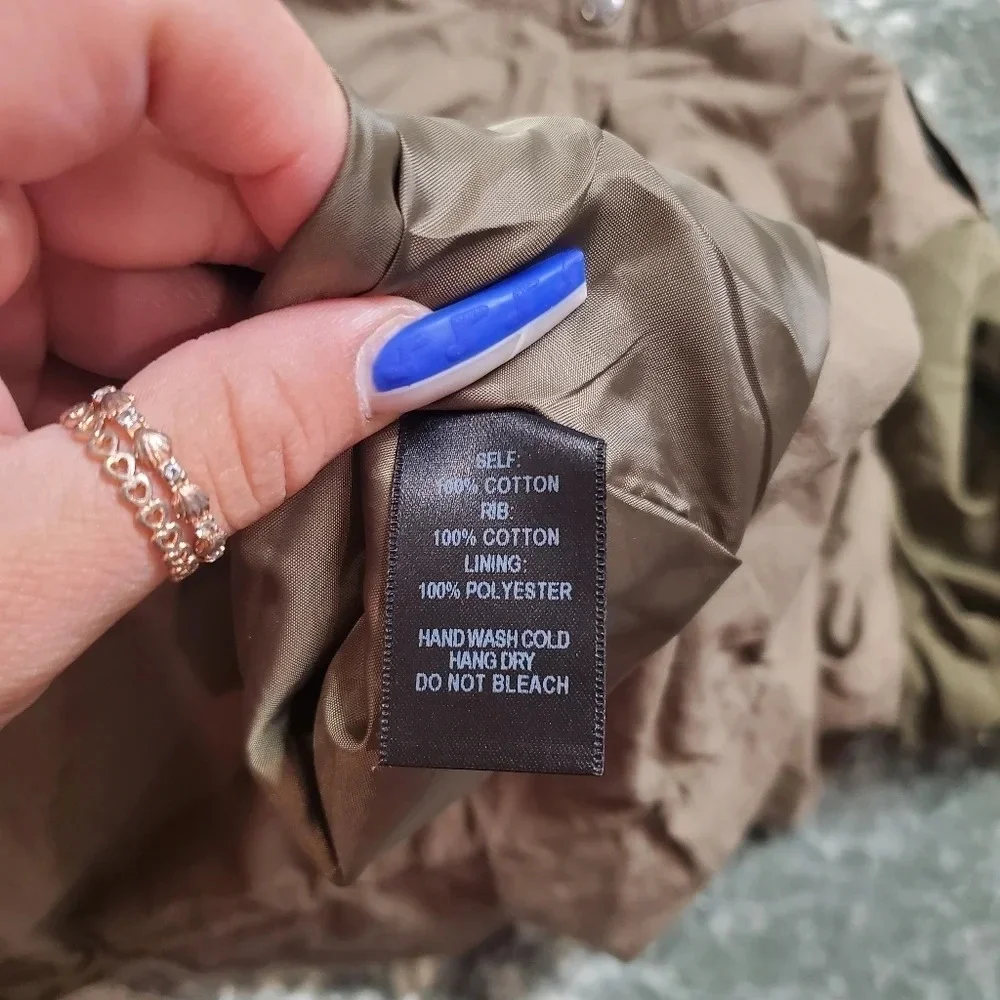 SELF:
100% COTTON
RIB:
100% COTTON
LINING:
100% POLYESTER
HAND WASH COLD
HANG DRY
DO NOT BLEACH